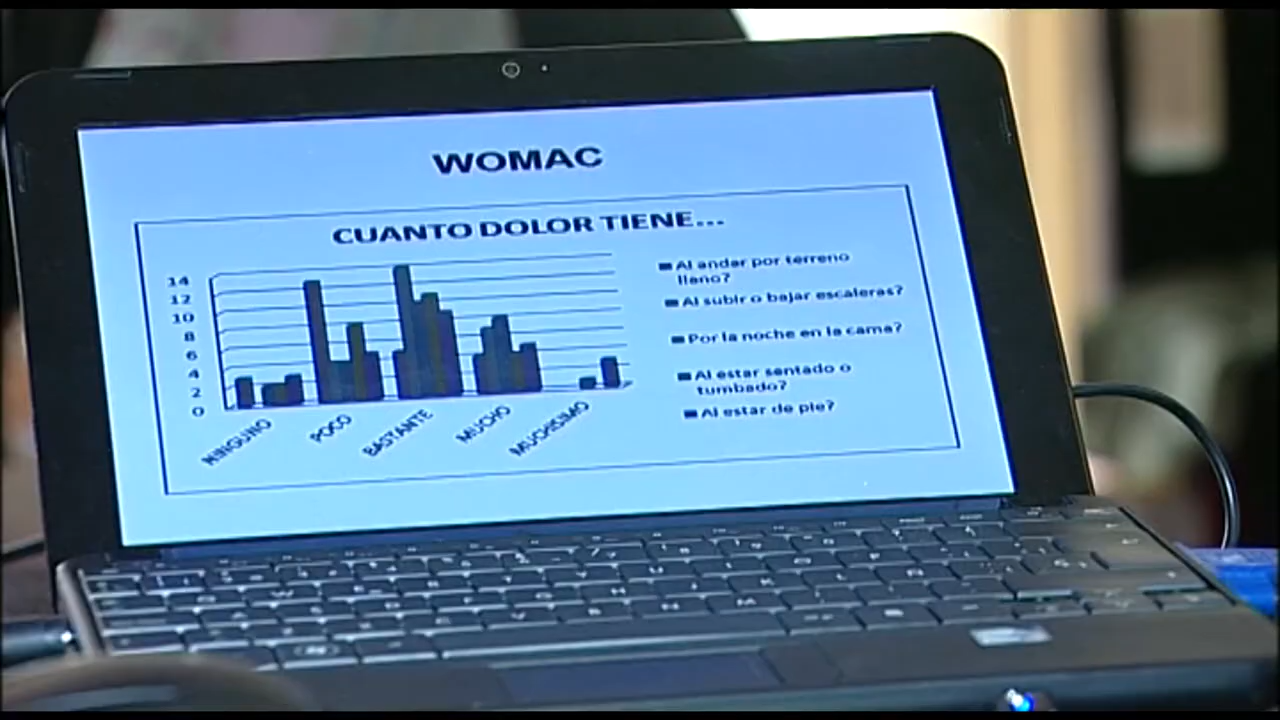 WOMAC
CUANTO DOLOR TIENE...
14
12
10
8
6
4
2
0
NINGUNO
POCO
BASTANTE
MUCHO
MUCHISIMO
Al andar por terreno
llano?
Al subir o bajar escaleras?
Por la noche en la cama?
Al estar sentado o
tumbado?
Al estar de pie?